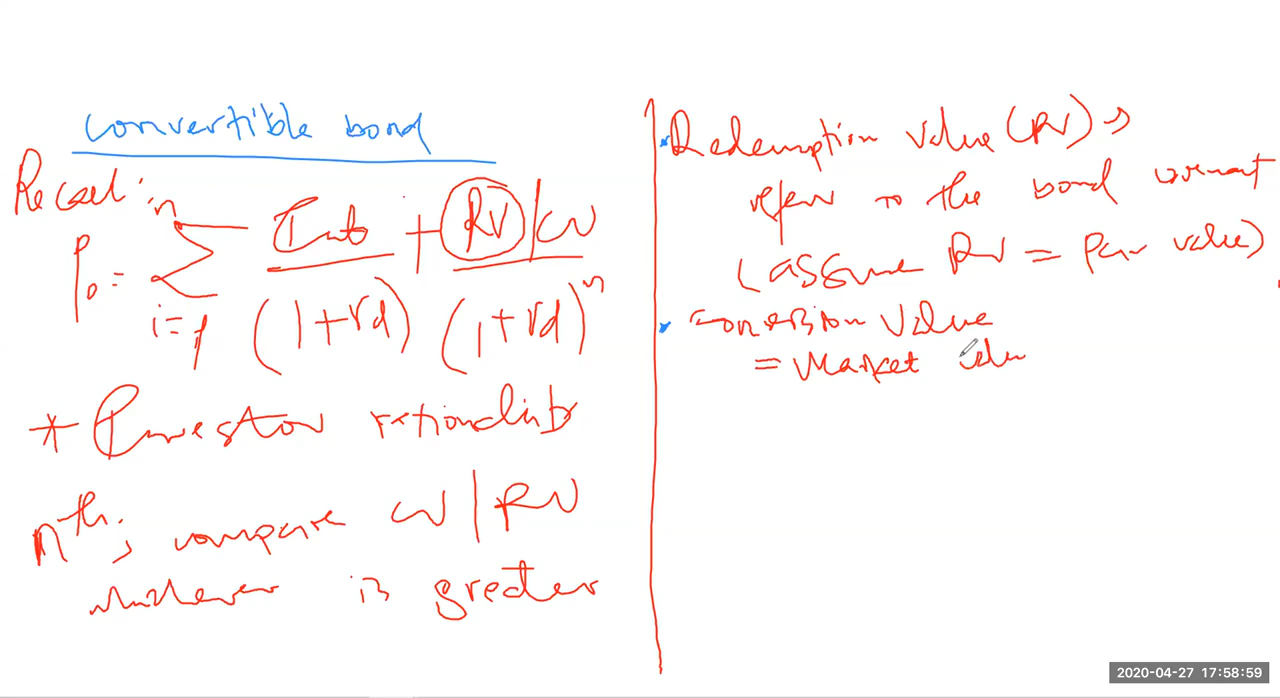 convertible bond
Recall:
P₀ = n Σ i=1 Int / (1+rd) + RV | CV / (1+rd)ⁿ
* Investor rationality
nth; compare CV | RV
whichever is greater
• Redemption value (RV) →
refer to the bond covenant
(assume RV = Par value)
• Conversion Value
= Market
2020-04-27 17:58:59